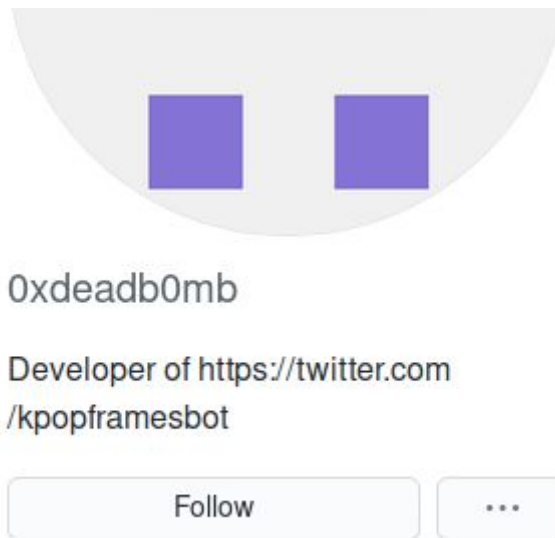 0xdeadb0mb
Developer of https://twitter.com
/kpopframesbot
Follow
...